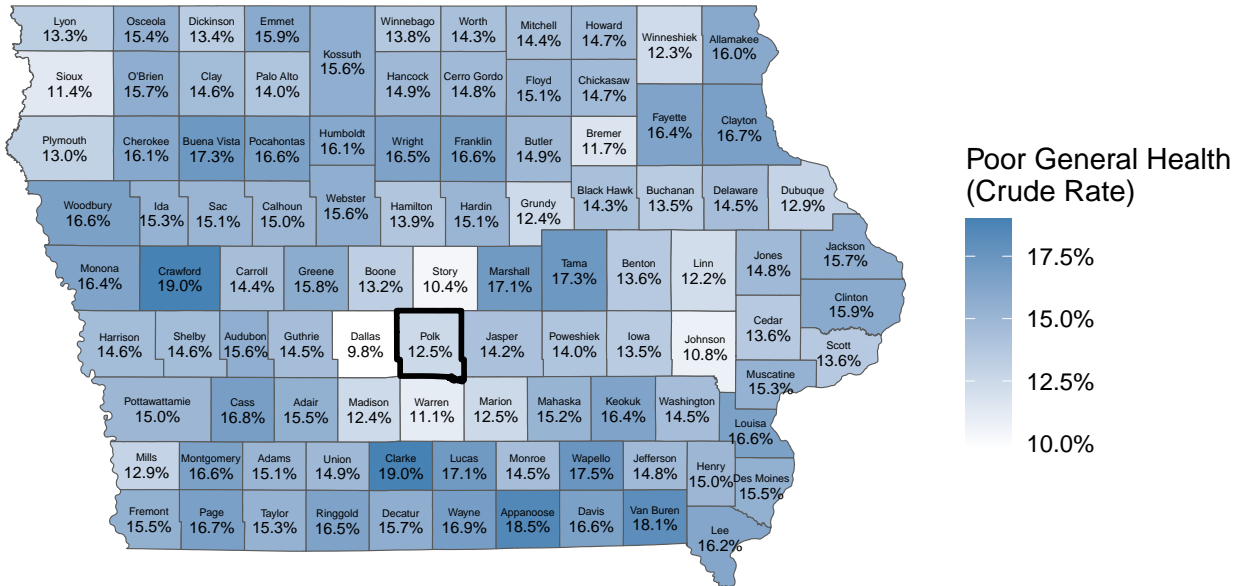 Lyon
13.3%
Osceola
15.4%
Dickinson
13.4%
Emmet
15.9%
Kossuth
15.6%
Winnebago
13.8%
Worth
14.3%
Mitchell
14.4%
Howard
14.7%
Winneshiek
12.3%
Allamakee
16.0%
Sioux
11.4%
O'Brien
15.7%
Clay
14.6%
Palo Alto
14.0%
Hancock
14.9%
Cerro Gordo
14.8%
Floyd
15.1%
Chickasaw
14.7%
Fayette
16.4%
Clayton
16.7%
Plymouth
13.0%
Cherokee
16.1%
Buena Vista
17.3%
Pocahontas
16.6%
Humboldt
16.1%
Wright
16.5%
Franklin
16.6%
Butler
14.9%
Bremer
11.7%
Woodbury
16.6%
Ida
15.3%
Sac
15.1%
Calhoun
15.0%
Webster
15.6%
Hamilton
13.9%
Hardin
15.1%
Grundy
12.4%
Black Hawk
14.3%
Buchanan
13.5%
Delaware
14.5%
Dubuque
12.9%
Monona
16.4%
Crawford
19.0%
Carroll
14.4%
Greene
15.8%
Boone
13.2%
Story
10.4%
Marshall
17.1%
Tama
17.3%
Benton
13.6%
Linn
12.2%
Jones
14.8%
Jackson
15.7%
Clinton
15.9%
Harrison
14.6%
Shelby
14.6%
Audubon
15.6%
Guthrie
14.5%
Dallas
9.8%
Polk
12.5%
Jasper
14.2%
Poweshiek
14.0%
Iowa
13.5%
Johnson
10.8%
Cedar
13.6%
Scott
13.6%
Muscatine
15.3%
Pottawattamie
15.0%
Cass
16.8%
Adair
15.5%
Madison
12.4%
Warren
11.1%
Marion
12.5%
Mahaska
15.2%
Keokuk
16.4%
Washington
14.5%
Louisa
16.6%
Mills
12.9%
Montgomery
16.6%
Adams
15.1%
Union
14.9%
Clarke
19.0%
Lucas
17.1%
Monroe
14.5%
Wapello
17.5%
Jefferson
14.8%
Henry
15.0%
Des Moines
15.5%
Fremont
15.5%
Page
16.7%
Taylor
15.3%
Ringgold
16.5%
Decatur
15.7%
Wayne
16.9%
Appanoose
18.5%
Davis
16.6%
Van Buren
18.1%
Lee
16.2%
Poor General Health
(Crude Rate)
17.5%
15.0%
12.5%
10.0%